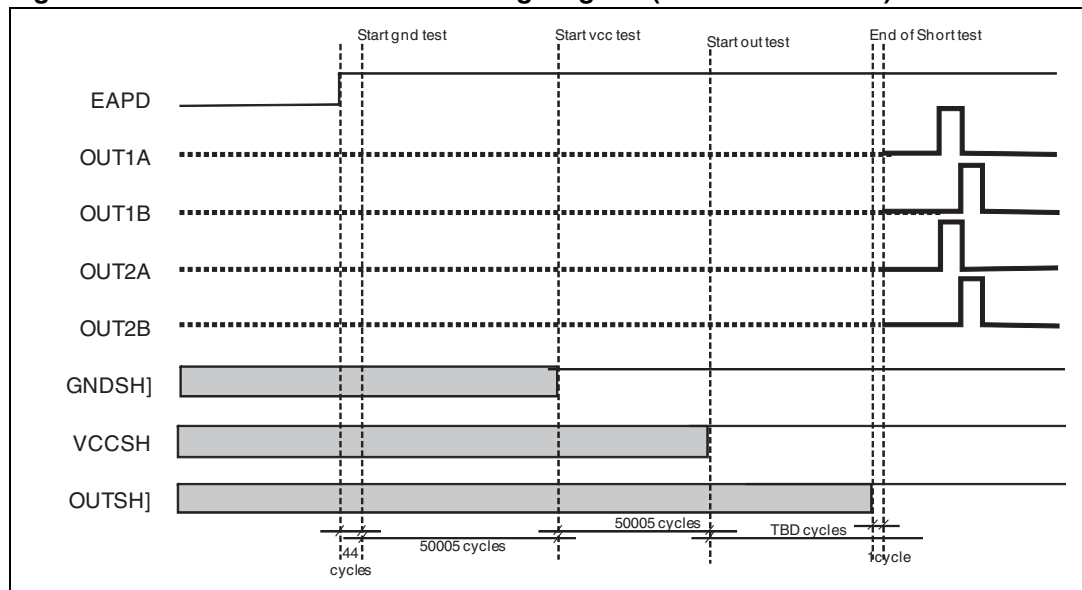 Start gnd test
Start vcc test
Start out test
End of Short test
EAPD
OUT1A
OUT1B
OUT2A
OUT2B
GNDSH]
VCCSH
OUTSH]
44
cycles
50005 cycles
50005 cycles
TBD cycles
1cycle